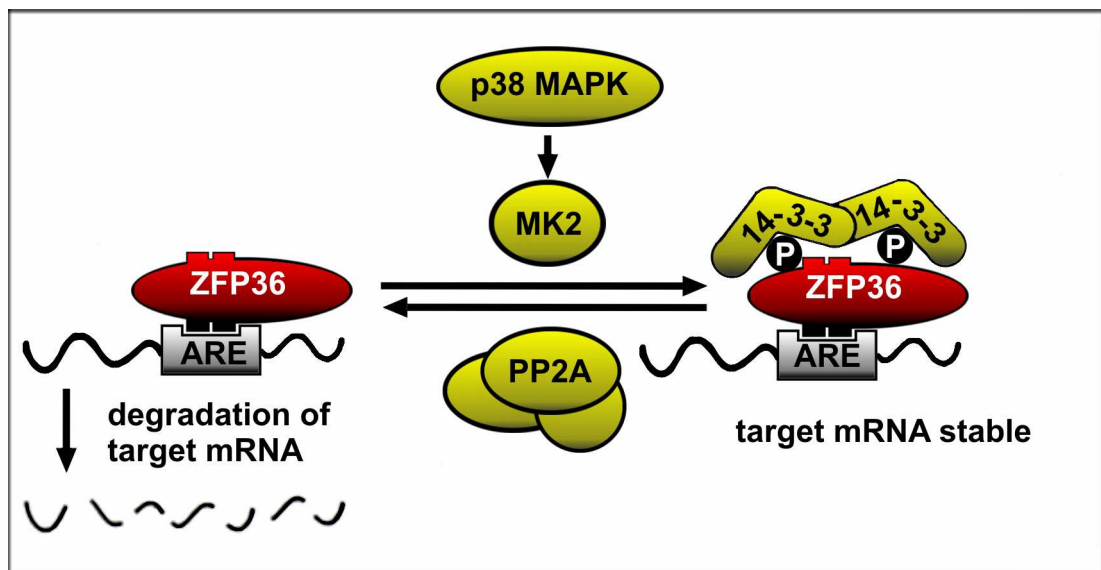 p38 MAPK
MK2
14-3-3
14-3-3
P
P
ZFP36
ZFP36
ARE
ARE
PP2A
degradation of
target mRNA
target mRNA stable